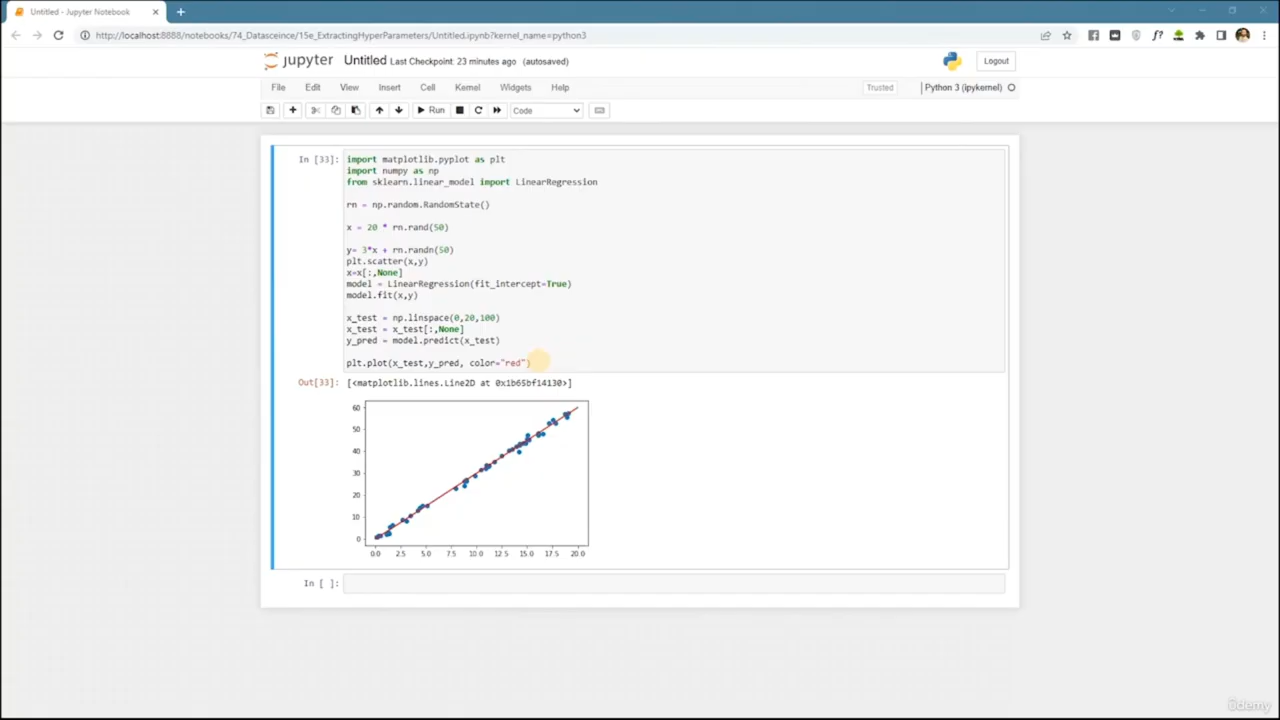 Untitled - Jupyter Notebook
http://localhost:8888/notebooks/74_Datasceince/15e_ExtractingHyperParameters/Untitled.ipynb?kernel_name=python3
jupyter Untitled Last Checkpoint: 23 minutes ago (autosaved)
Logout
File Edit View Insert Cell Kernel Widgets Help
Trusted
Python 3 (ipykernel)
Run
Code
In [33]:
import matplotlib.pyplot as plt
import numpy as np
from sklearn.linear_model import LinearRegression
rn = np.random.RandomState()
x = 20 * rn.rand(50)
y= 3*x + rn.randn(50)
plt.scatter(x,y)
x=x[:,None]
model = LinearRegression(fit_intercept=True)
model.fit(x,y)
x_test = np.linspace(0,20,100)
x_test = x_test[:,None]
y_pred = model.predict(x_test)
plt.plot(x_test,y_pred, color="red")
Out[33]: [<matplotlib.lines.Line2D at 0x1b65bf14130>]
60
50
40
30
20
10
0
0.0 2.5 5.0 7.5 10.0 12.5 15.0 17.5 20.0
In [ ]:
ûdemy